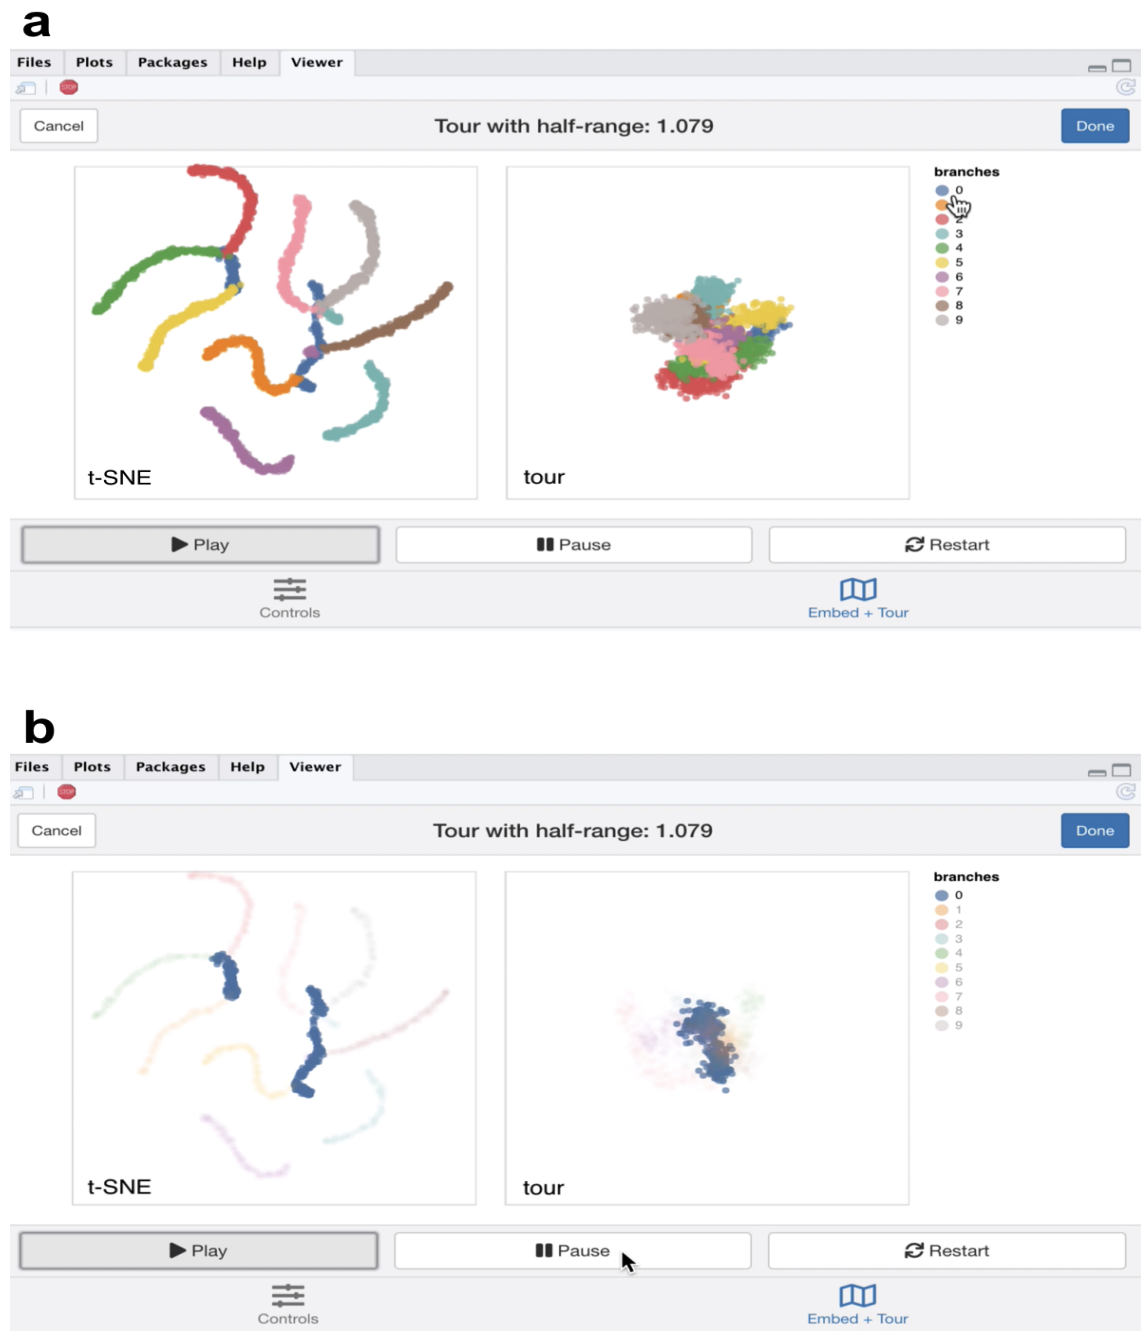 a
Files Plots Packages Help Viewer
STOP
Cancel Tour with half-range: 1.079 Done
branches
0
2
3
4
5
6
7
8
9
t-SNE tour
Play Pause Restart
Controls Embed + Tour
b
Files Plots Packages Help Viewer
STOP
Cancel Tour with half-range: 1.079 Done
branches
0
1
2
3
4
5
6
7
8
9
t-SNE tour
Play Pause Restart
Controls Embed + Tour